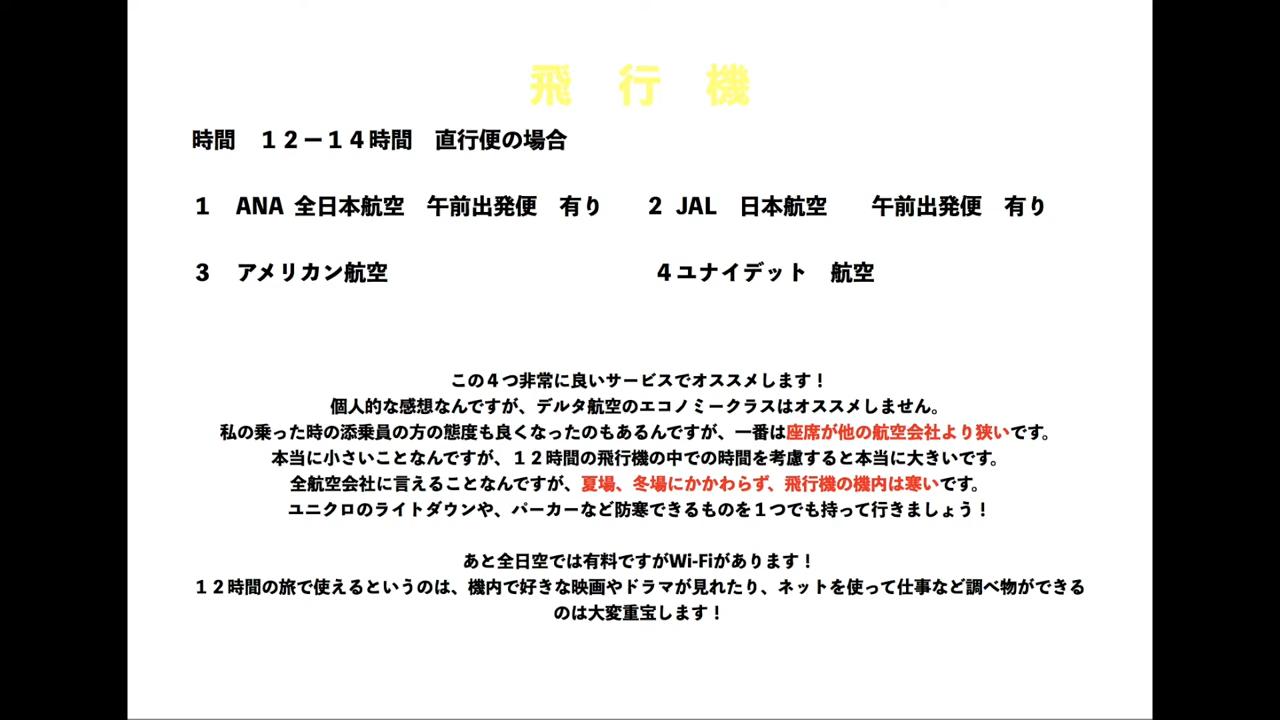 飛　行　機
時間　１２ー１４時間　直行便の場合
１　ANA 全日本航空　午前出発便　有り　　２ JAL　日本航空　　午前出発便　有り
３　アメリカン航空　　　　　　　　　　　　４ユナイデット　航空
この４つ非常に良いサービスでオススメします！
個人的な感想なんですが、デルタ航空のエコノミークラスはオススメしません。
私の乗った時の添乗員の方の態度も良くなったのもあるんですが、一番は座席が他の航空会社より狭いです。
本当に小さいことなんですが、１２時間の飛行機の中での時間を考慮すると本当に大きいです。
全航空会社に言えることなんですが、夏場、冬場にかかわらず、飛行機の機内は寒いです。
ユニクロのライトダウンや、パーカーなど防寒できるものを１つでも持って行きましょう！
あと全日空では有料ですがWi-Fiがあります！
１２時間の旅で使えるというのは、機内で好きな映画やドラマが見れたり、ネットを使って仕事など調べ物ができる
のは大変重宝します！